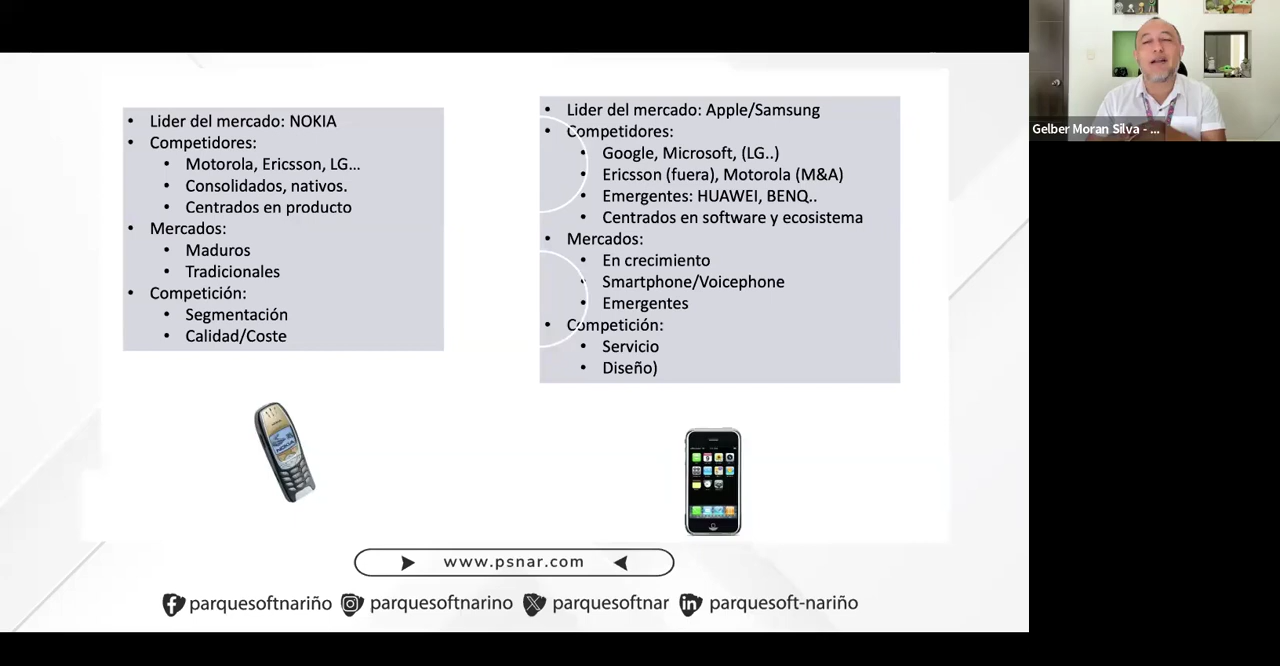 • Lider del mercado: NOKIA
• Competidores:
• Motorola, Ericsson, LG...
• Consolidados, nativos.
• Centrados en producto
• Mercados:
• Maduros
• Tradicionales
• Competición:
• Segmentación
• Calidad/Coste
• Lider del mercado: Apple/Samsung
• Competidores:
• Google, Microsoft, (LG..)
• Ericsson (fuera), Motorola (M&A)
• Emergentes: HUAWEI, BENQ..
• Centrados en software y ecosistema
• Mercados:
• En crecimiento
• Smartphone/Voicephone
• Emergentes
• Competición:
• Servicio
• Diseño)
NOKIA
www.psnar.com
parquesoftnariño parquesoftnarino parquesoftnar parquesoft-nariño
Gelber Moran Silva - ...